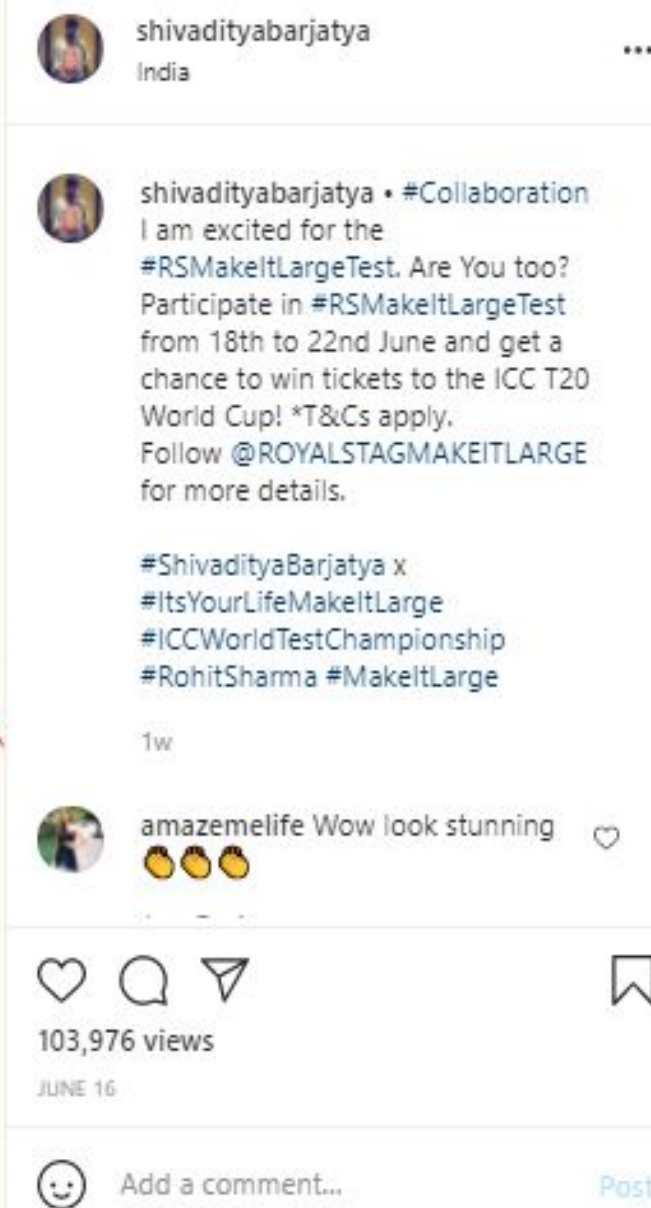 shivadityabarjatya
India
shivadityabarjatya • #Collaboration
I am excited for the
#RSMakeItLargeTest. Are You too?
Participate in #RSMakeItLargeTest
from 18th to 22nd June and get a
chance to win tickets to the ICC T20
World Cup! *T&Cs apply.
Follow @ROYALSTAGMAKEITLARGE
for more details.
#ShivadityaBarjatya x
#ItsYourLifeMakeItLarge
#ICCWorldTestChampionship
#RohitSharma #MakeItLarge
1w
amazemelife Wow look stunning
👏👏👏
103,976 views
JUNE 16
Add a comment...
Post